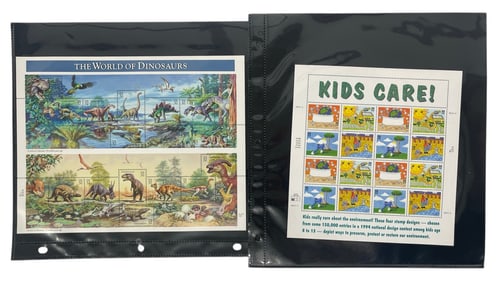 THE WORLD OF DINOSAURS
KIDS CARE!
Kids really care about the environment! These four stamp designs — chosen
from some 150,000 entries in a 1994 national design contest among kids age
8 to 13 — depict ways to preserve, protect or restore our environment.